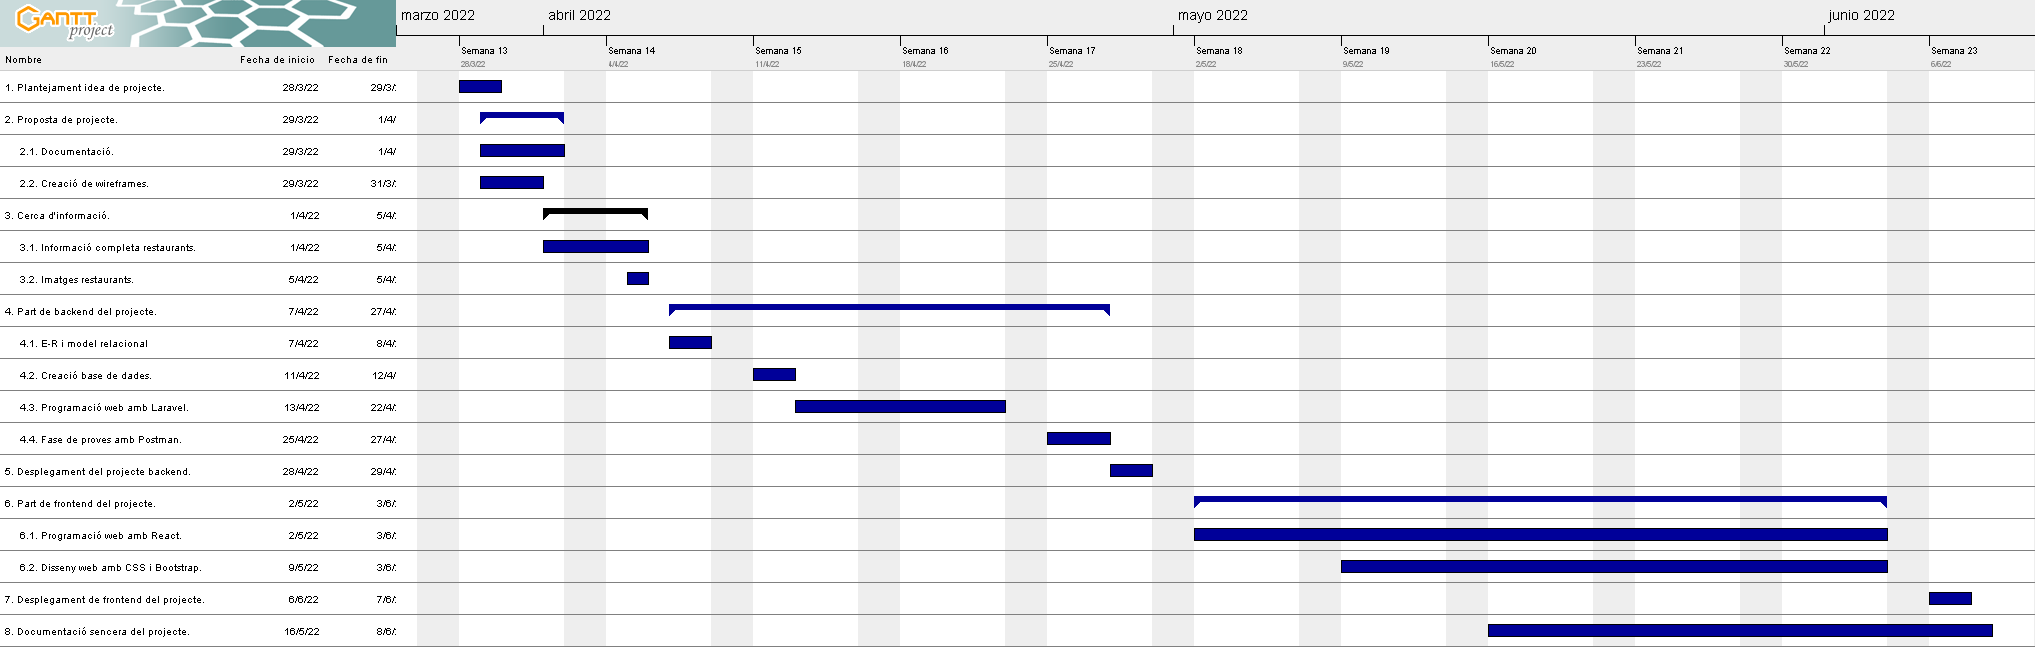 GANTT project
marzo 2022 abril 2022 mayo 2022 junio 2022
Semana 13 Semana 14 Semana 15 Semana 16 Semana 17 Semana 18 Semana 19 Semana 20 Semana 21 Semana 22 Semana 23
28/3/22 4/4/22 11/4/22 18/4/22 25/4/22 2/5/22 9/5/22 16/5/22 23/5/22 30/5/22 6/6/22
Nombre Fecha de inicio Fecha de fin
1. Plantejament idea de projecte. 28/3/22 29/3/
2. Proposta de projecte. 29/3/22 1/4/
2.1. Documentació. 29/3/22 1/4/
2.2. Creació de wireframes. 29/3/22 31/3/
3. Cerca d'informació. 1/4/22 5/4/
3.1. Informació completa restaurants. 1/4/22 5/4/
3.2. Imatges restaurants. 5/4/22 5/4/
4. Part de backend del projecte. 7/4/22 27/4/
4.1. E-R i model relacional 7/4/22 8/4/
4.2. Creació base de dades. 11/4/22 12/4/
4.3. Programació web amb Laravel. 13/4/22 22/4/
4.4. Fase de proves amb Postman. 25/4/22 27/4/
5. Desplegament del projecte backend. 28/4/22 29/4/
6. Part de frontend del projecte. 2/5/22 3/6/
6.1. Programació web amb React. 2/5/22 3/6/
6.2. Disseny web amb CSS i Bootstrap. 9/5/22 3/6/
7. Desplegament de frontend del projecte. 6/6/22 7/6/
8. Documentació sencera del projecte. 16/5/22 8/6/